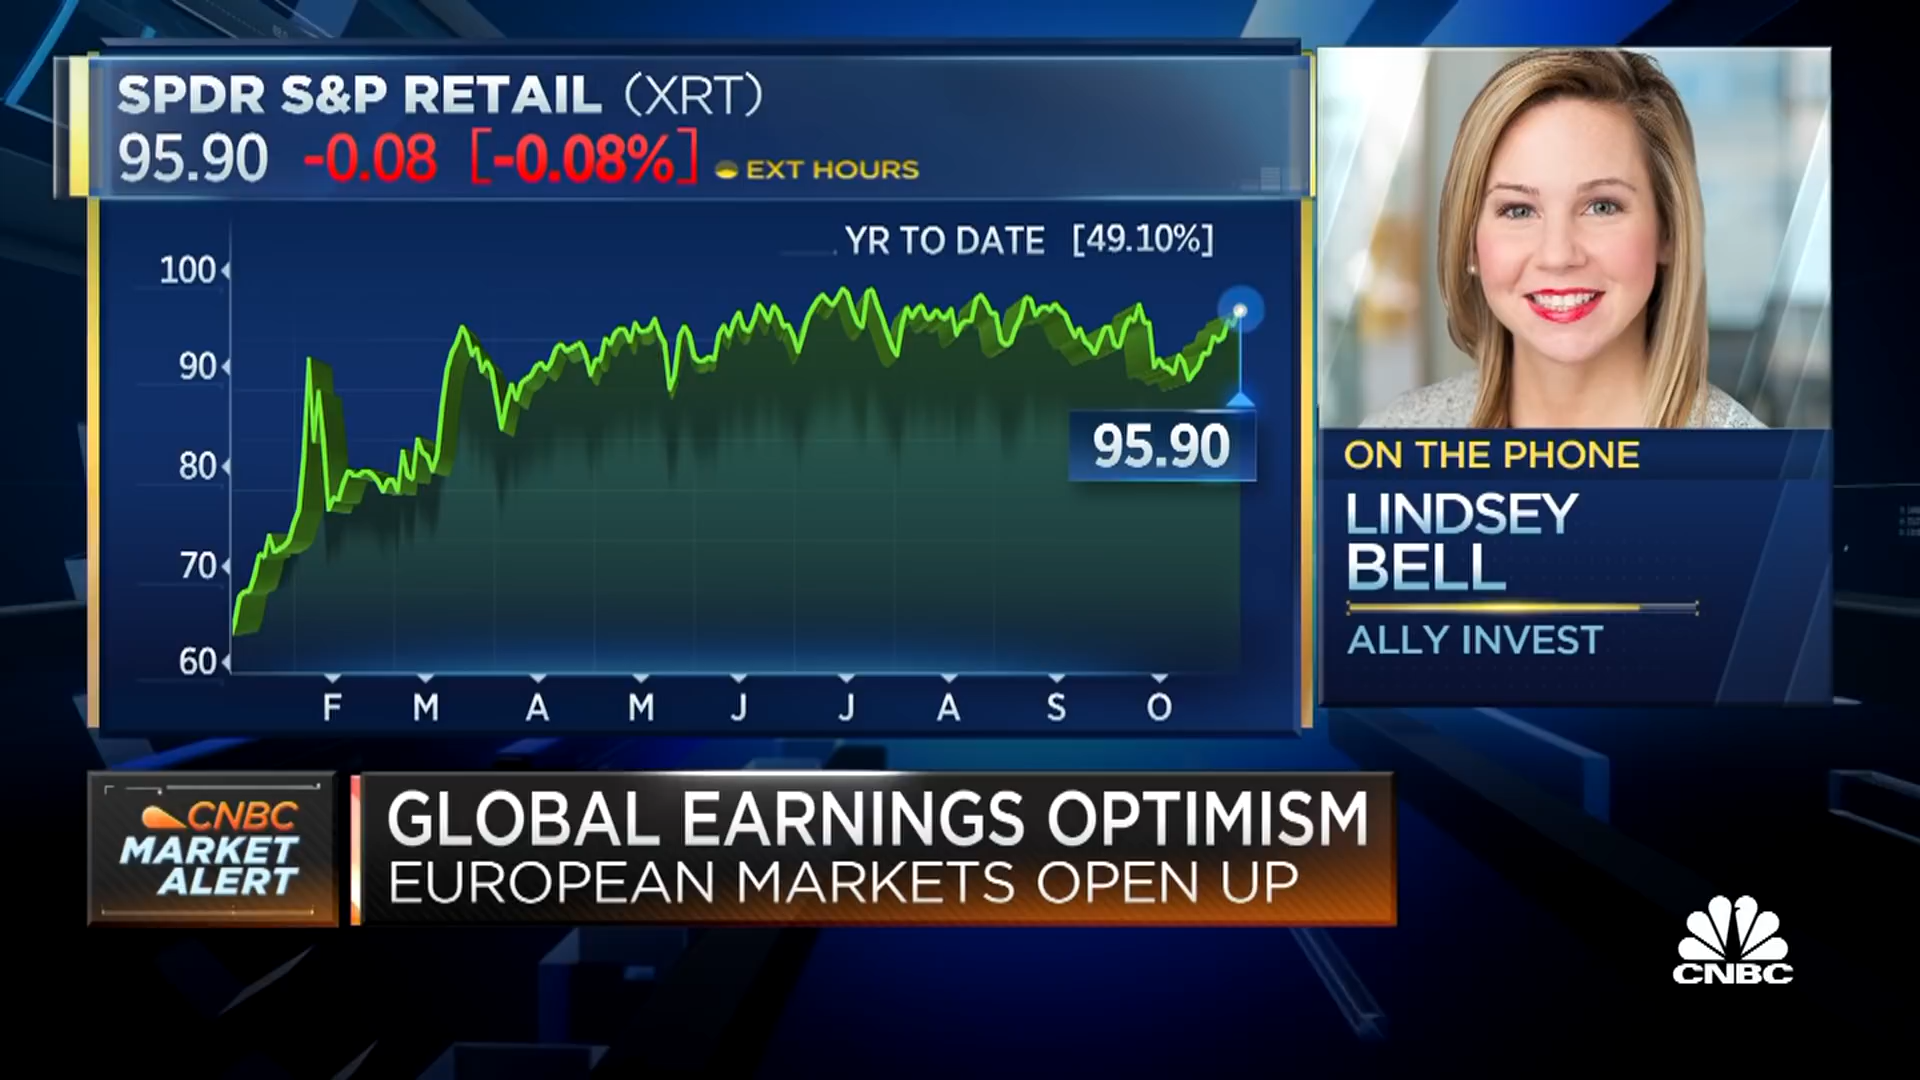 SPDR S&P RETAIL (XRT)
95.90 -0.08 [-0.08%] EXT HOURS
YR TO DATE [49.10%]
100
90
80
70
60
95.90
F M A M J J A S O
ON THE PHONE
LINDSEY
BELL
ALLY INVEST
CNBC
MARKET
ALERT
GLOBAL EARNINGS OPTIMISM
EUROPEAN MARKETS OPEN UP
CNBC